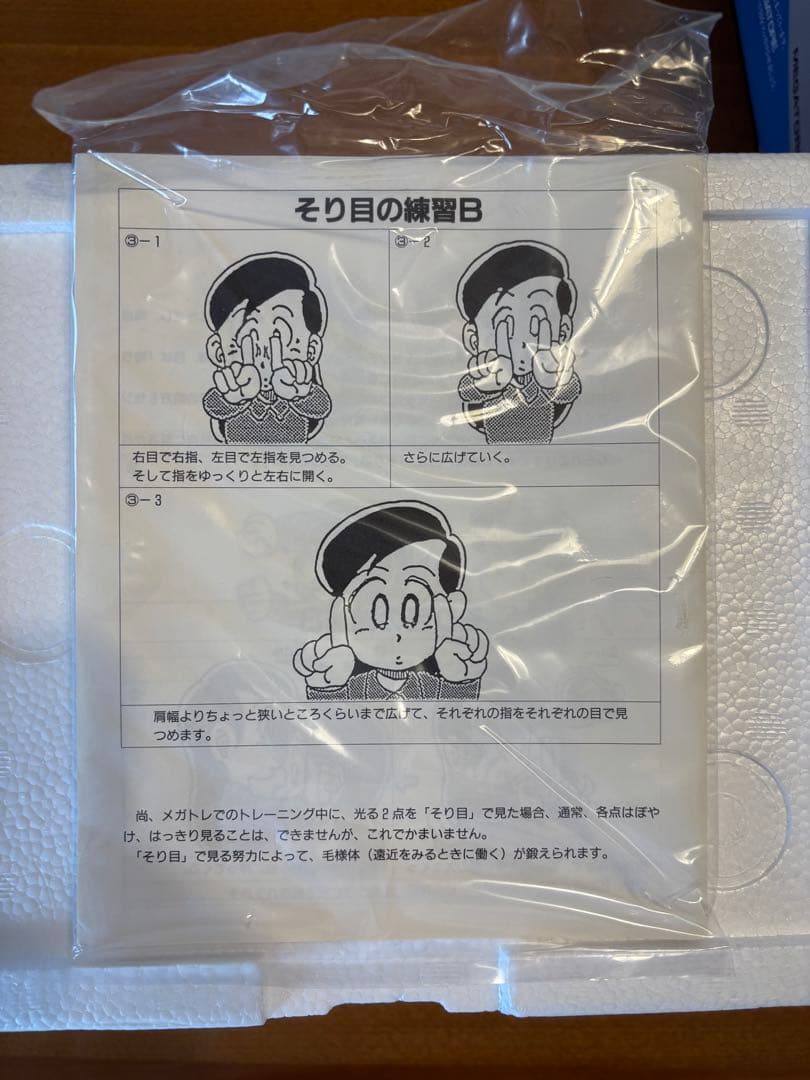 そり目の練習B
③－1
③－2
右目で右指、左目で左指を見つめる。
そして指をゆっくりと左右に開く。
さらに広げていく。
③－3
肩幅よりちょっと狭いところくらいまで広げて、それぞれの指をそれぞれの目で見
つめます。
尚、メガトレでのトレーニング中に、光る2点を「そり目」で見た場合、通常、各点はぼや
け、はっきり見ることは、できませんが、これでかまいません。
「そり目」で見る努力によって、毛様体（遠近をみるときに働く）が鍛えられます。